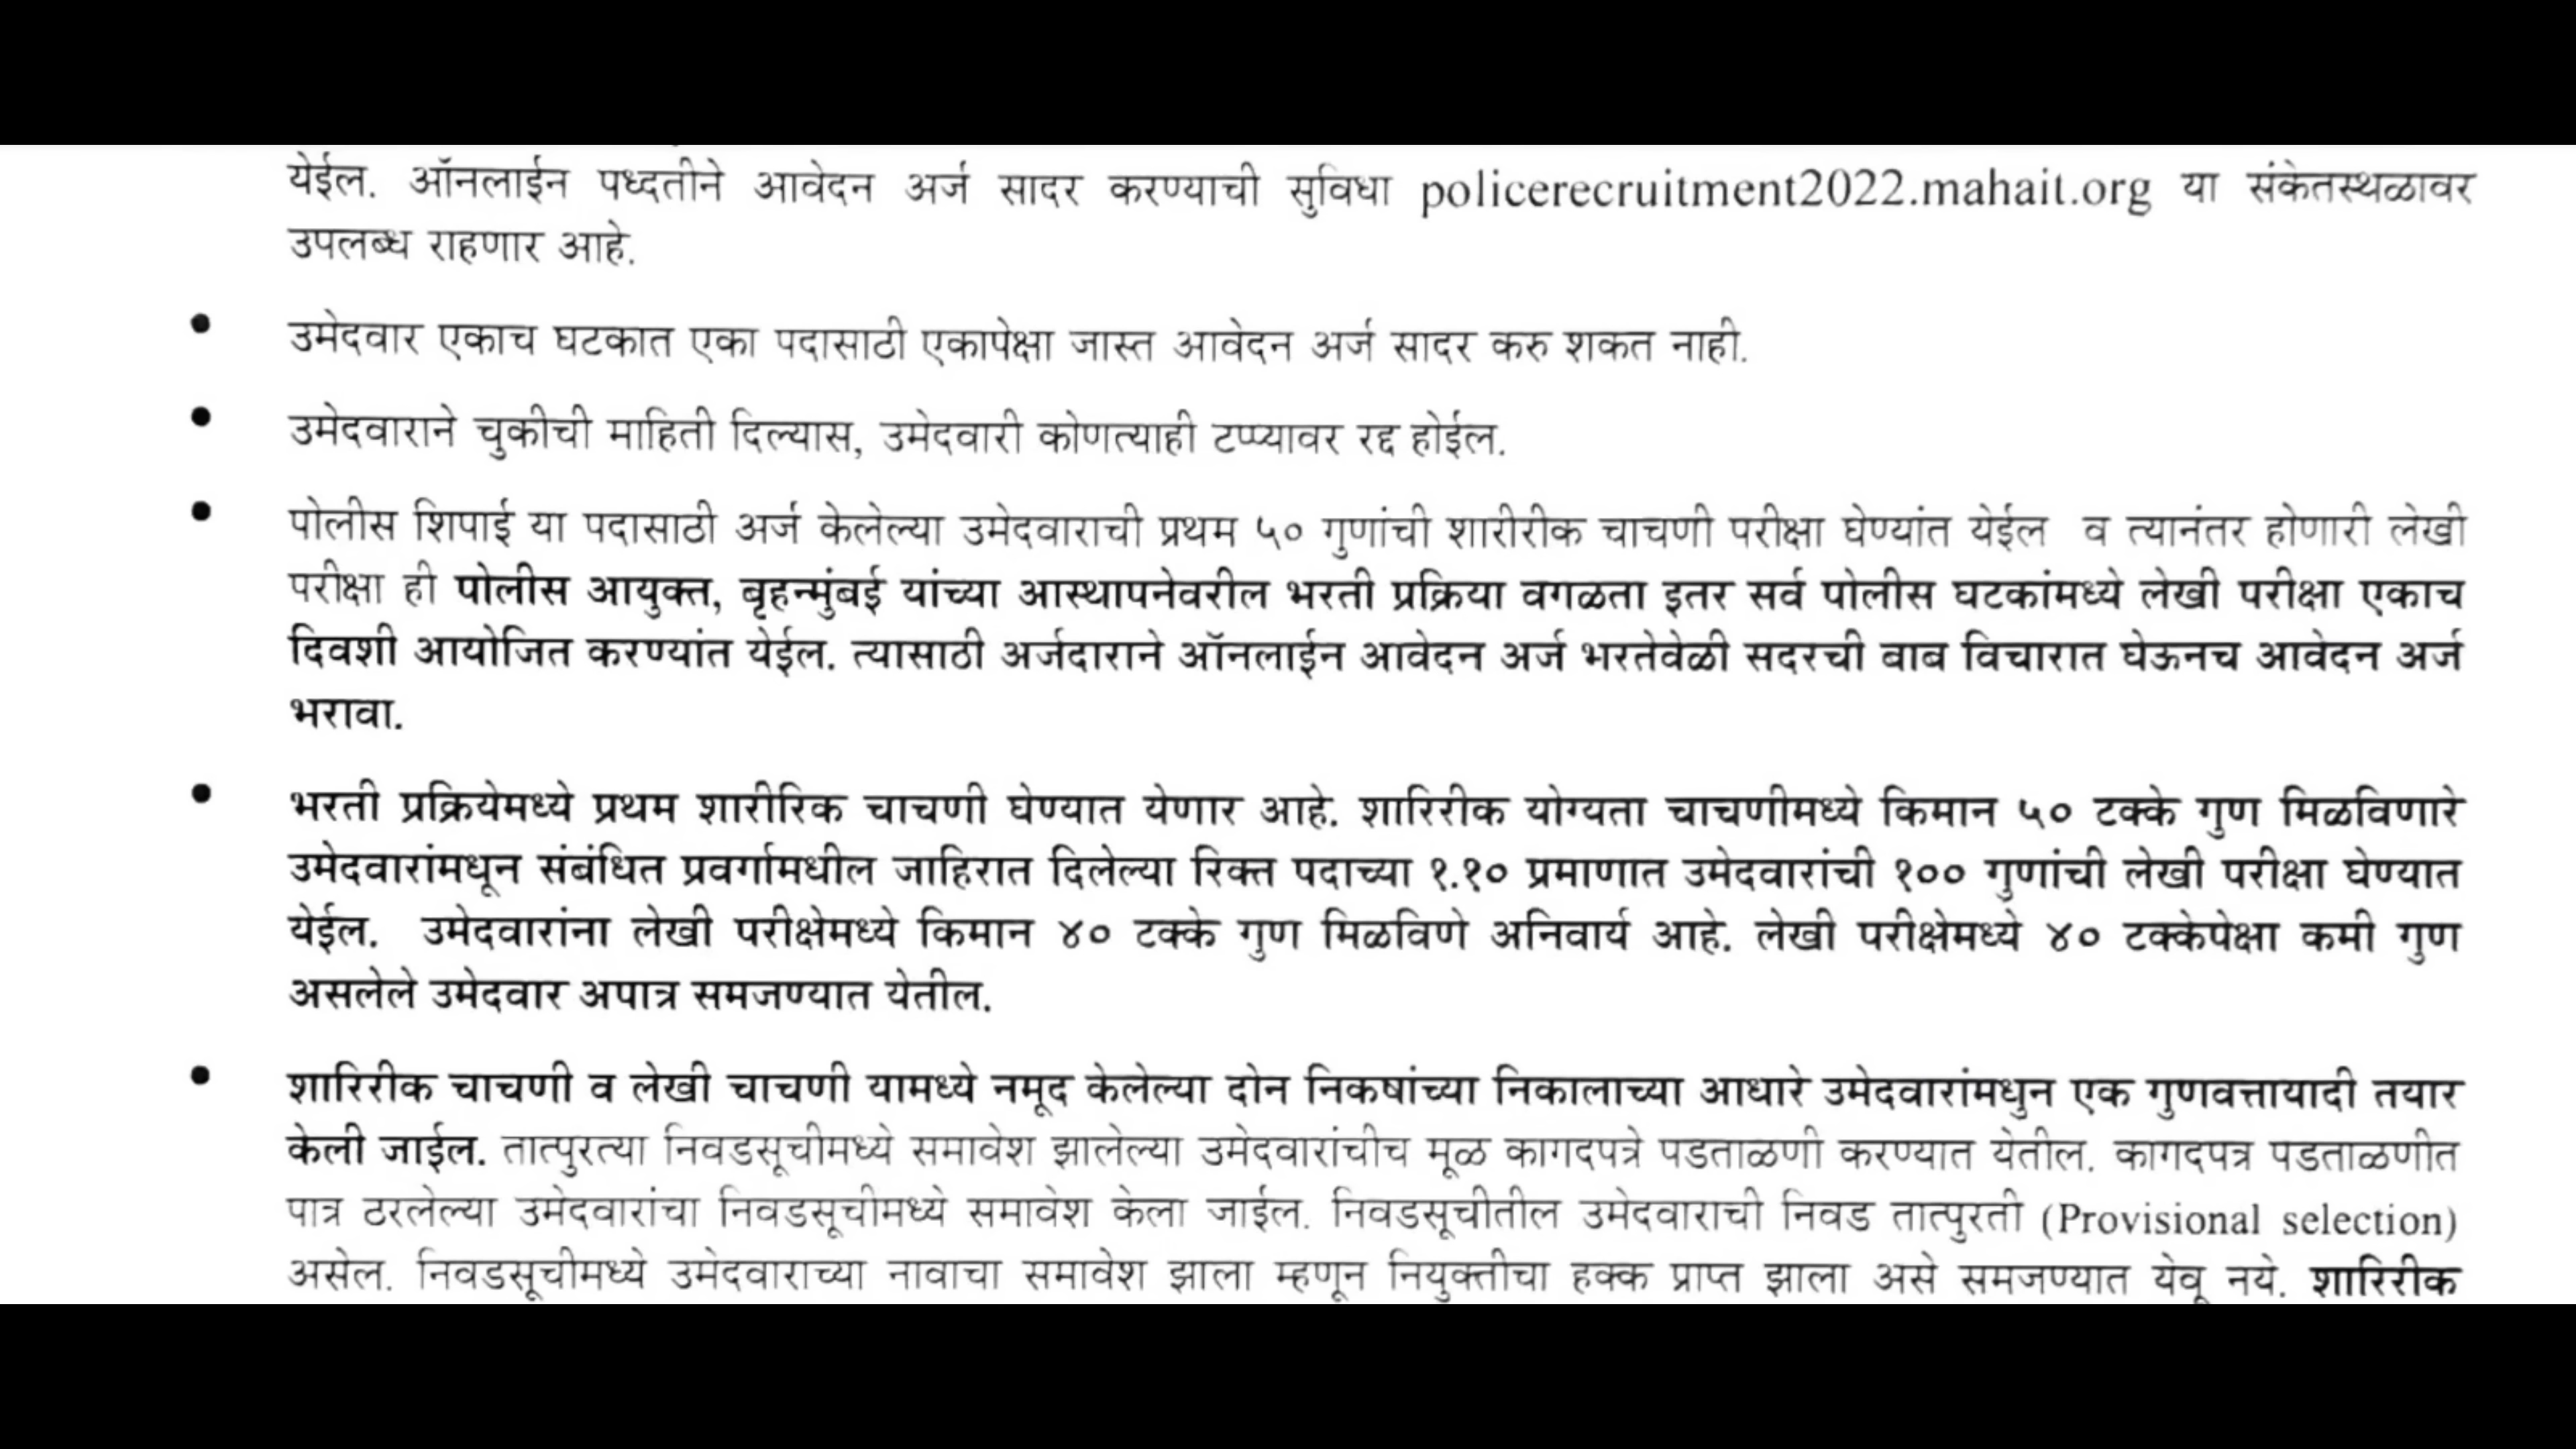 येईल. ऑनलाईन पध्दतीने आवेदन अर्ज सादर करण्याची सुविधा policerecruitment2022.mahait.org या संकेतस्थळावर
उपलब्ध राहणार आहे.
• उमेदवार एकाच घटकात एका पदासाठी एकापेक्षा जास्त आवेदन अर्ज सादर करु शकत नाही.
• उमेदवाराने चुकीची माहिती दिल्यास, उमेदवारी कोणत्याही टप्प्यावर रद्द होईल.
• पोलीस शिपाई या पदासाठी अर्ज केलेल्या उमेदवाराची प्रथम ५० गुणांची शारीरीक चाचणी परीक्षा घेण्यांत येईल व त्यानंतर होणारी लेखी
परीक्षा ही पोलीस आयुक्त, बृहन्मुंबई यांच्या आस्थापनेवरील भरती प्रक्रिया वगळता इतर सर्व पोलीस घटकांमध्ये लेखी परीक्षा एकाच
दिवशी आयोजित करण्यांत येईल. त्यासाठी अर्जदाराने ऑनलाईन आवेदन अर्ज भरतेवेळी सदरची बाब विचारात घेऊनच आवेदन अर्ज
भरावा.
• भरती प्रक्रियेमध्ये प्रथम शारीरिक चाचणी घेण्यात येणार आहे. शारिरीक योग्यता चाचणीमध्ये किमान ५० टक्के गुण मिळविणारे
उमेदवारांमधून संबंधित प्रवर्गामधील जाहिरात दिलेल्या रिक्त पदाच्या १.१० प्रमाणात उमेदवारांची १०० गुणांची लेखी परीक्षा घेण्यात
येईल. उमेदवारांना लेखी परीक्षेमध्ये किमान ४० टक्के गुण मिळविणे अनिवार्य आहे. लेखी परीक्षेमध्ये ४० टक्केपेक्षा कमी गुण
असलेले उमेदवार अपात्र समजण्यात येतील.
• शारिरीक चाचणी व लेखी चाचणी यामध्ये नमूद केलेल्या दोन निकषांच्या निकालाच्या आधारे उमेदवारांमधुन एक गुणवत्तायादी तयार
केली जाईल. तात्पुरत्या निवडसूचीमध्ये समावेश झालेल्या उमेदवारांचीच मूळ कागदपत्रे पडताळणी करण्यात येतील. कागदपत्र पडताळणीत
पात्र ठरलेल्या उमेदवारांचा निवडसूचीमध्ये समावेश केला जाईल. निवडसूचीतील उमेदवाराची निवड तात्पुरती (Provisional selection)
असेल. निवडसूचीमध्ये उमेदवाराच्या नावाचा समावेश झाला म्हणून नियुक्तीचा हक्क प्राप्त झाला असे समजण्यात येवू नये. शारिरीक